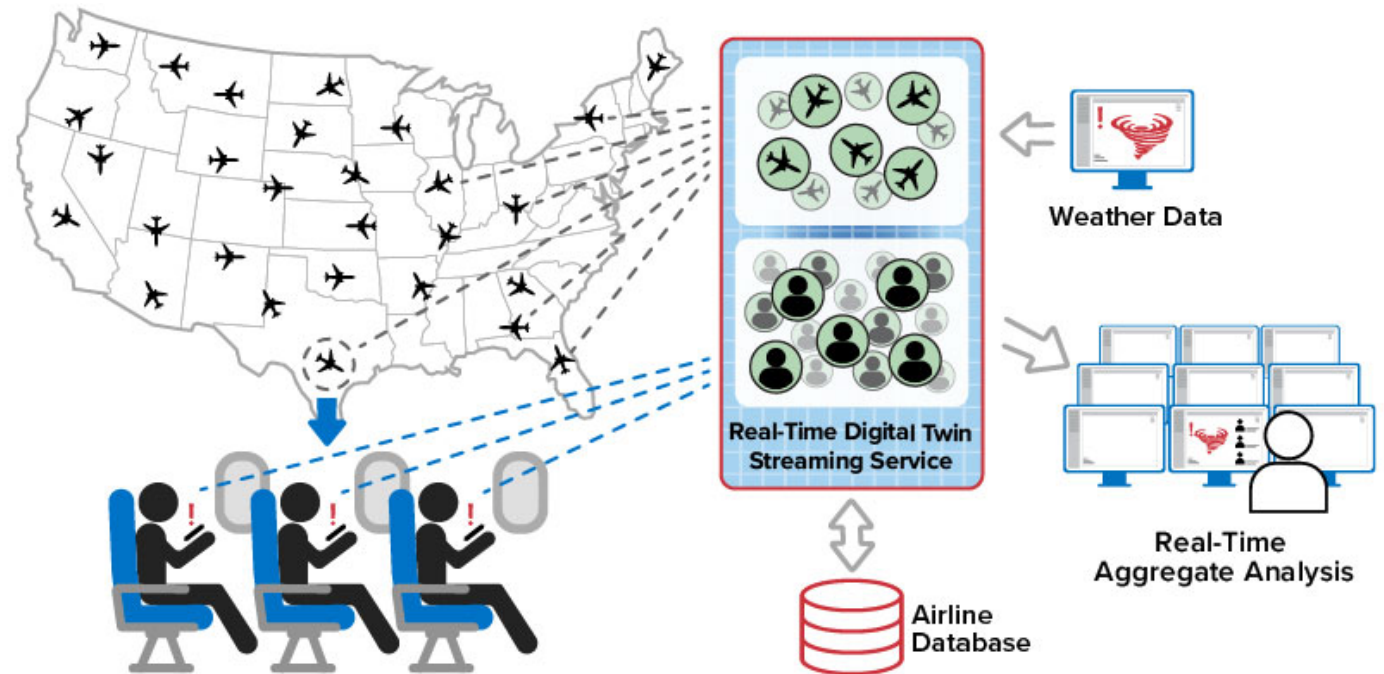 Weather Data
Real-Time Digital Twin
Streaming Service
Real-Time
Aggregate Analysis
Airline
Database
!
!
!
!
!